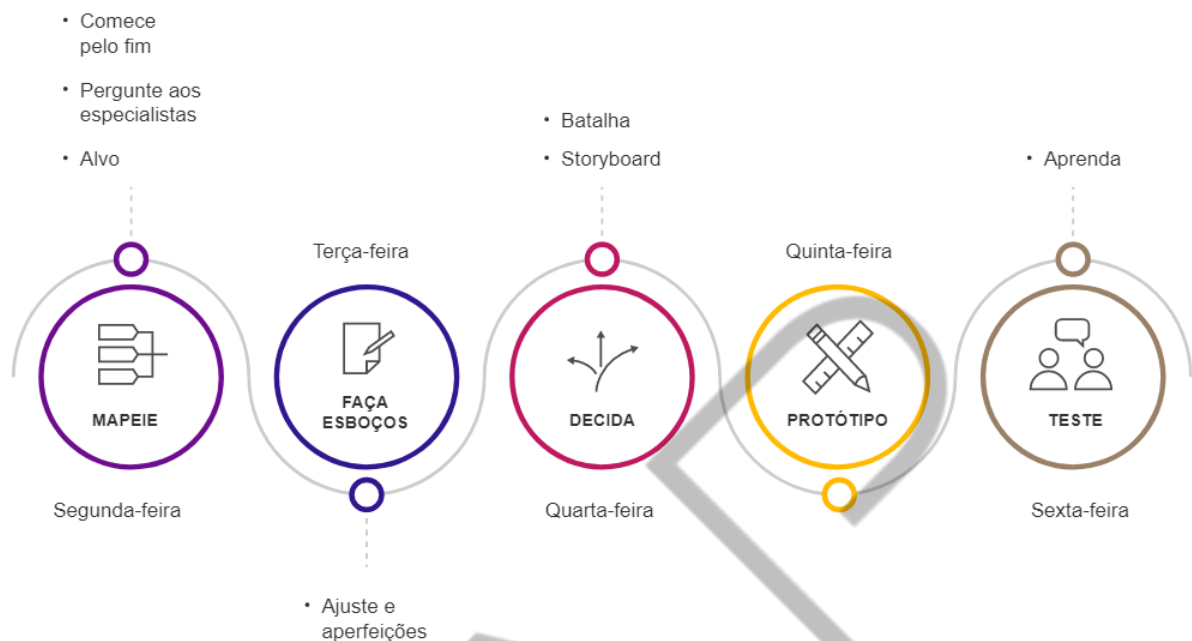 • Comece
pelo fim
• Pergunte aos
especialistas
• Alvo
MAPEIE
Segunda-feira
Terça-feira
FAÇA
ESBOÇOS
• Ajuste e
aperfeições
• Batalha
• Storyboard
DECIDA
Quarta-feira
Quinta-feira
PROTÓTIPO
• Aprenda
TESTE
Sexta-feira